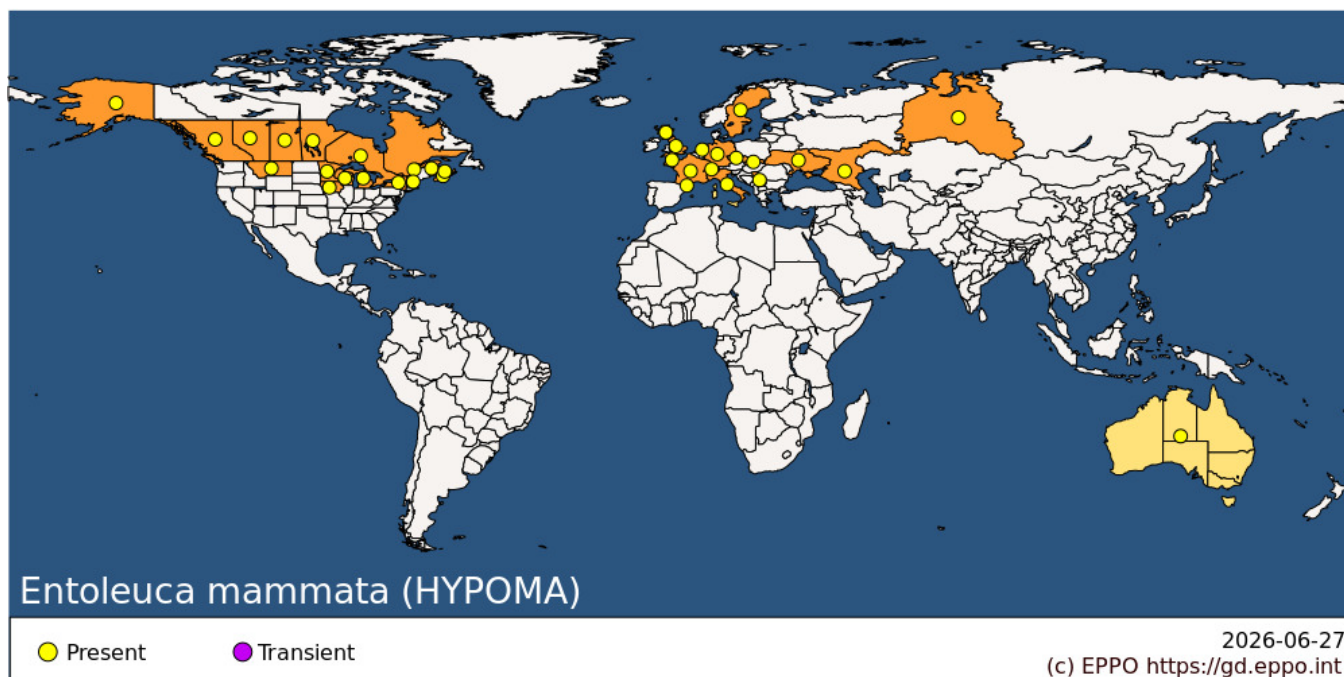 Entoleuca mammata (HYPOMA)
Present
Transient
2026-06-27
(c) EPPO https://gd.eppo.int